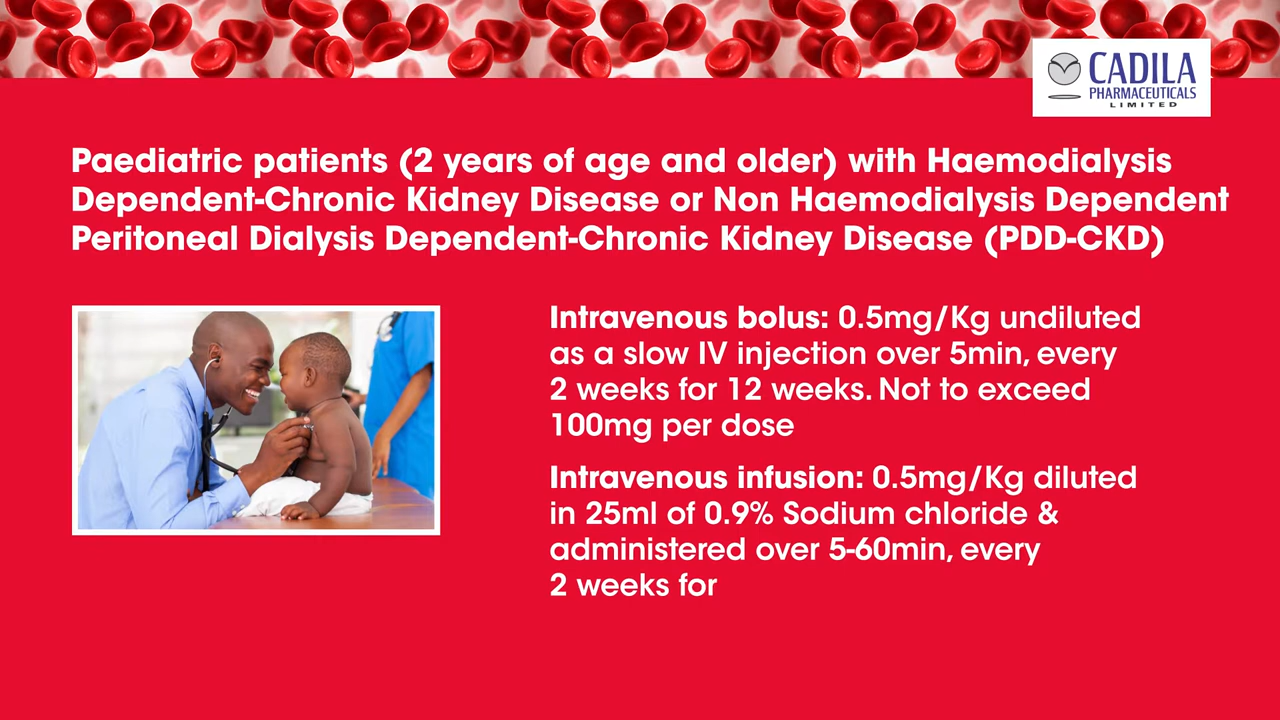 CADILA
PHARMACEUTICALS
LIMITED
Paediatric patients (2 years of age and older) with Haemodialysis
Dependent-Chronic Kidney Disease or Non Haemodialysis Dependent
Peritoneal Dialysis Dependent-Chronic Kidney Disease (PDD-CKD)
Intravenous bolus: 0.5mg/Kg undiluted
as a slow IV injection over 5min, every
2 weeks for 12 weeks. Not to exceed
100mg per dose
Intravenous infusion: 0.5mg/Kg diluted
in 25ml of 0.9% Sodium chloride &
administered over 5-60min, every
2 weeks for